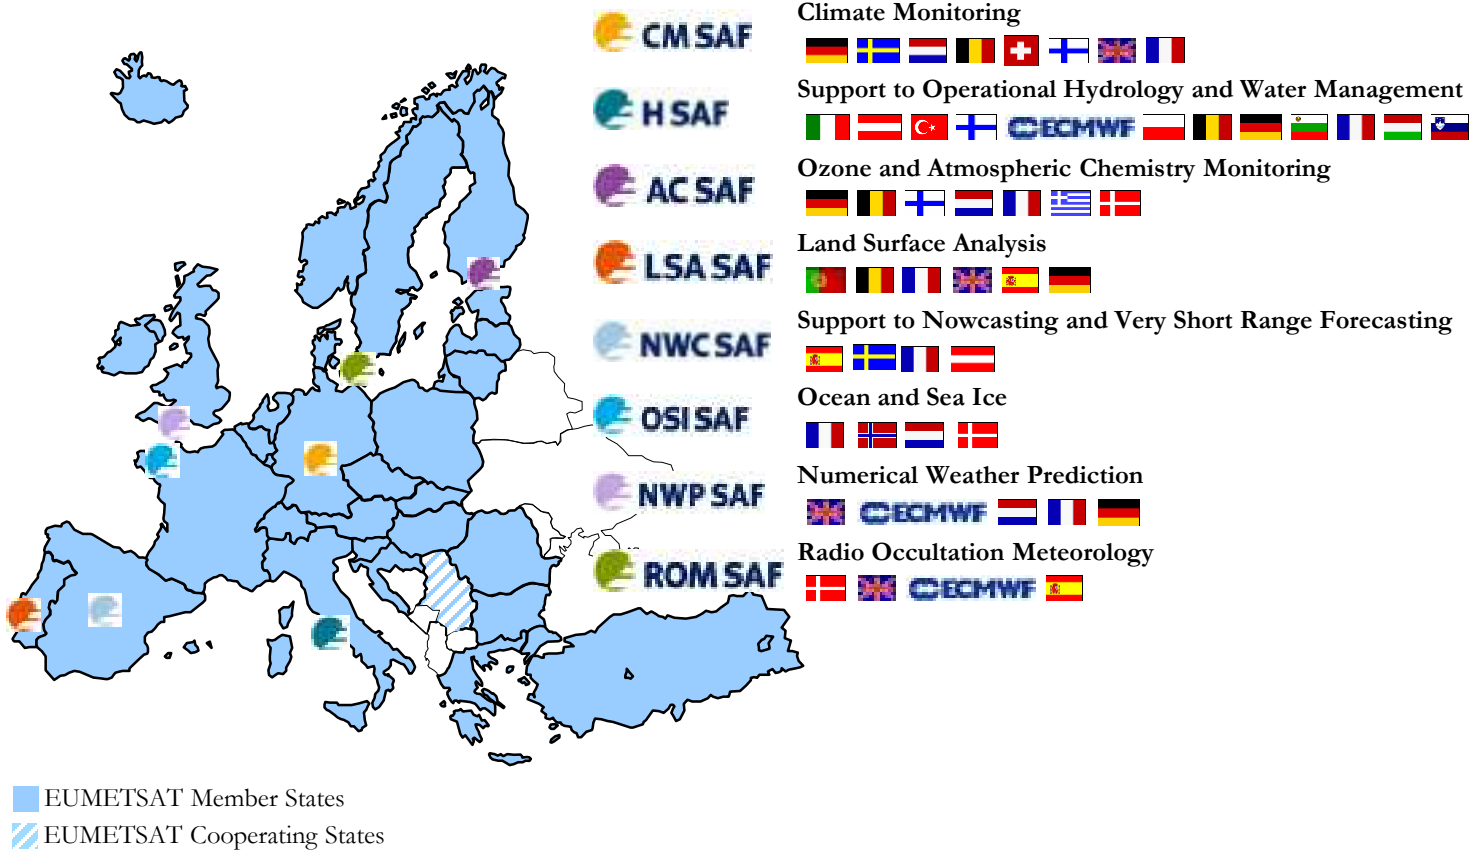 CM SAF
Climate Monitoring
H SAF
Support to Operational Hydrology and Water Management
ECMWF
AC SAF
Ozone and Atmospheric Chemistry Monitoring
LSA SAF
Land Surface Analysis
NWC SAF
Support to Nowcasting and Very Short Range Forecasting
OSI SAF
Ocean and Sea Ice
NWP SAF
Numerical Weather Prediction
ECMWF
ROM SAF
Radio Occultation Meteorology
ECMWF
EUMETSAT Member States
EUMETSAT Cooperating States